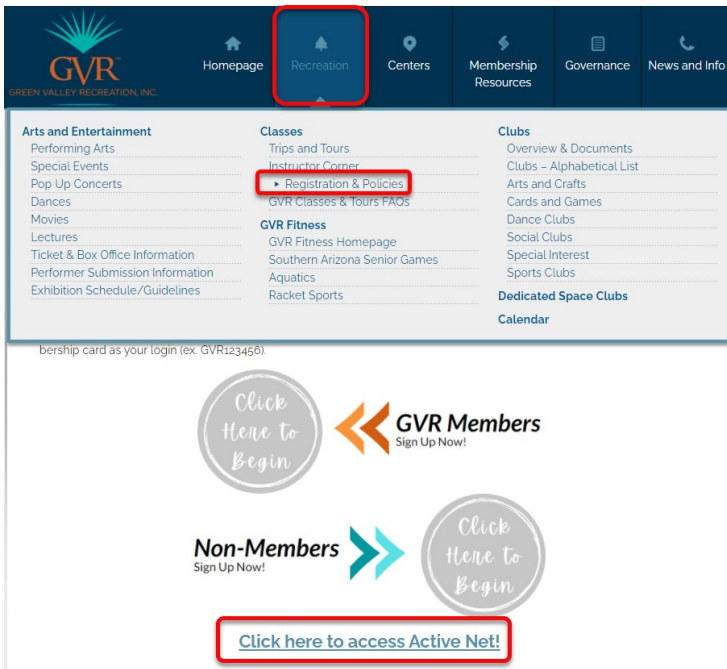 GVR™
GREEN VALLEY RECREATION, INC.
Homepage
Recreation
Centers
Membership
Resources
Governance
News and Info
Arts and Entertainment
Performing Arts
Special Events
Pop Up Concerts
Dances
Movies
Lectures
Ticket & Box Office Information
Performer Submission Information
Exhibition Schedule/Guidelines
Classes
Trips and Tours
Instructor Corner
Registration & Policies
GVR Classes & Tours FAQs
GVR Fitness
GVR Fitness Homepage
Southern Arizona Senior Games
Aquatics
Racket Sports
Clubs
Overview & Documents
Clubs – Alphabetical List
Arts and Crafts
Cards and Games
Dance Clubs
Social Clubs
Special Interest
Sports Clubs
Dedicated Space Clubs
Calendar
bership card as your login (ex. GVR123456).
Click
Here to
Begin
GVR Members
Sign Up Now!
Non-Members
Sign Up Now!
Click
Here to
Begin
Click here to access Active Net!